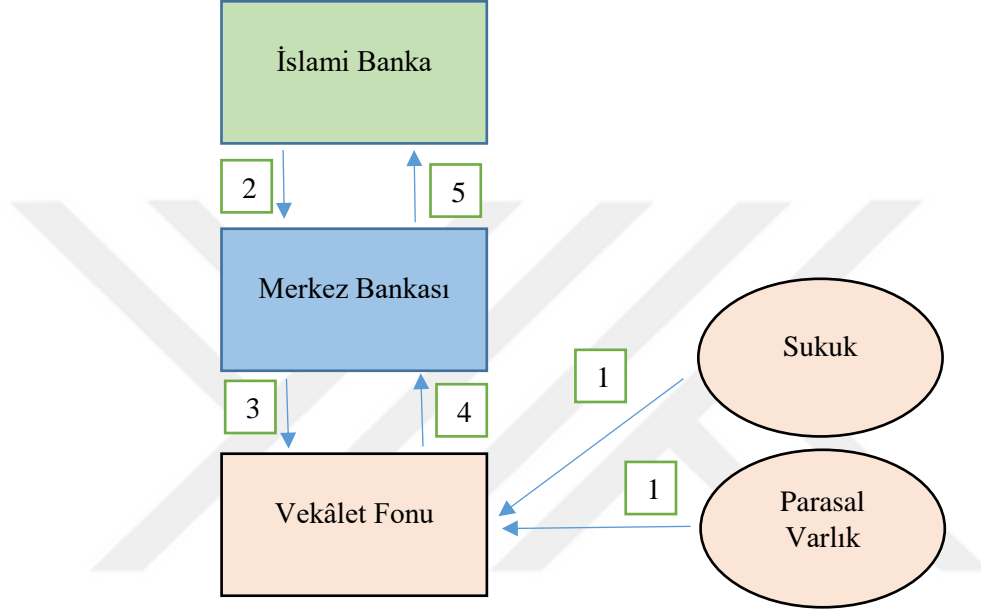 İslami Banka
2
5
Merkez Bankası
Sukuk
1
3
4
1
Vekâlet Fonu
Parasal
Varlık